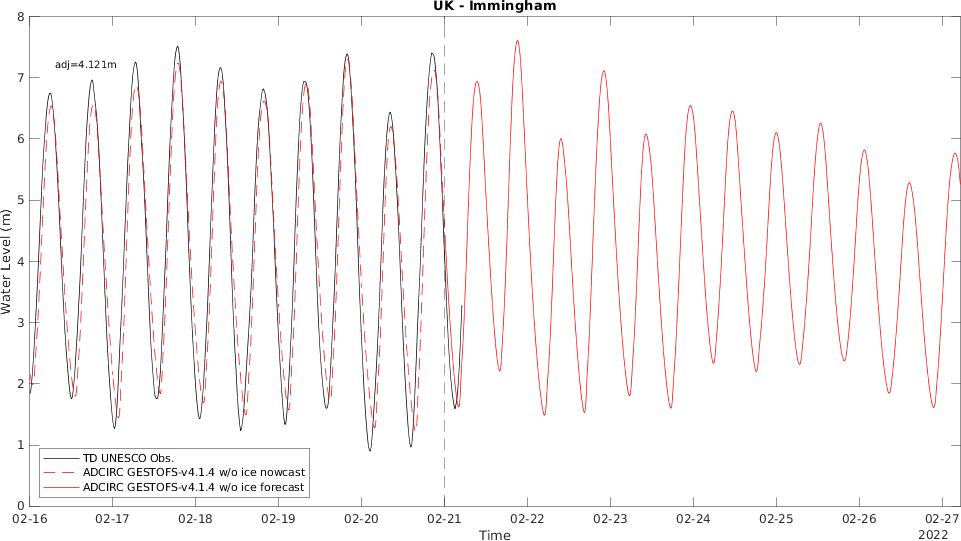 UK - Immingham
8
7
6
5
4
3
2
1
0
Water Level (m)
adj=4.121m
TD UNESCO Obs.
ADCIRC GESTOFS-v4.1.4 w/o ice nowcast
ADCIRC GESTOFS-v4.1.4 w/o ice forecast
02-16 02-17 02-18 02-19 02-20 02-21 02-22 02-23 02-24 02-25 02-26 02-27
Time
2022